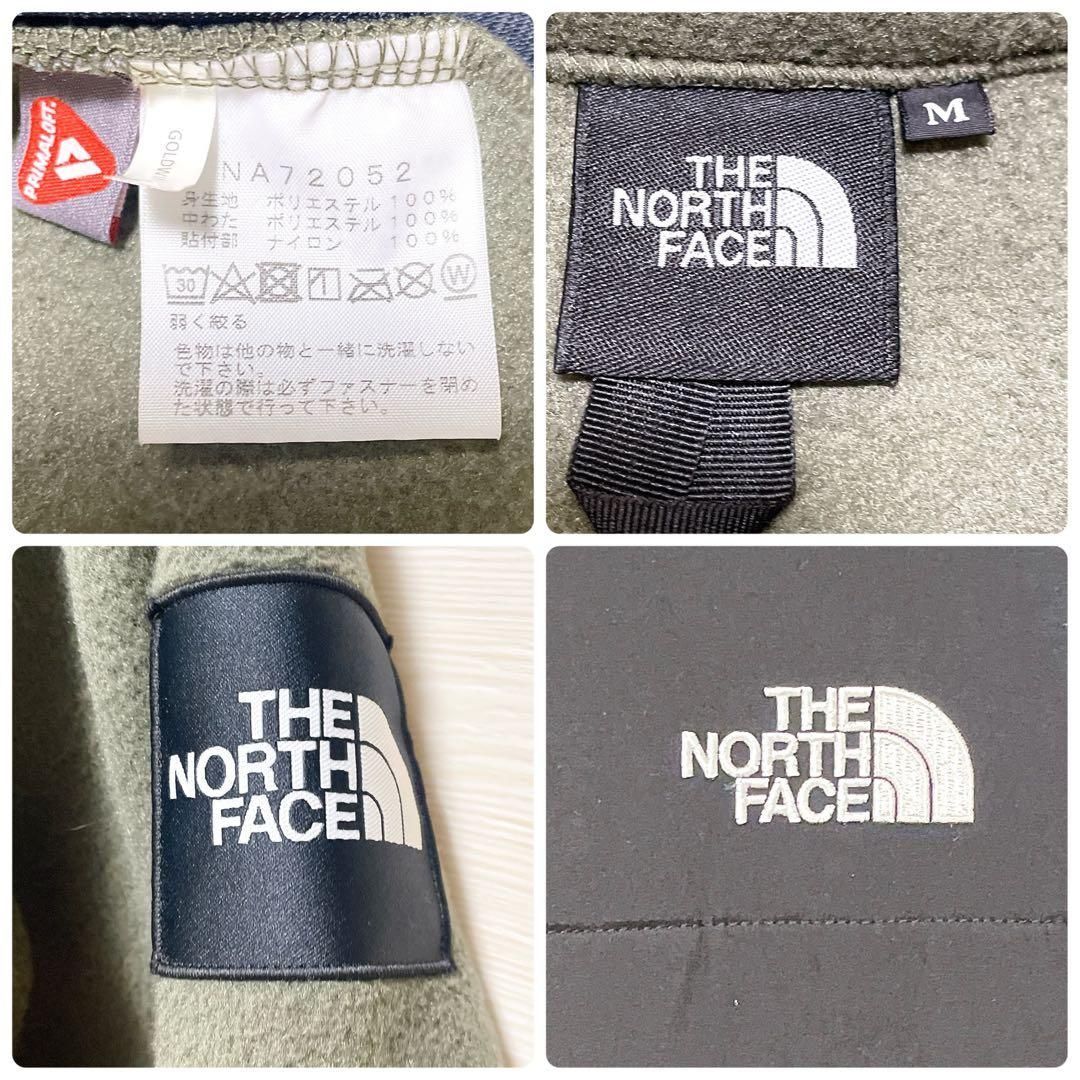 PRIMALOFT®
NA72052
身生地 ポリエステル 100%
中わた ポリエステル 100%
貼付部 ナイロン 100%
30
W
弱く絞る
色物は他の物と一緒に洗濯しない
で下さい。
洗濯の際は必ずファスナーを閉め
た状態で行って下さい。
THE
NORTH
FACE
M
THE
NORTH
FACE
THE
NORTH
FACE